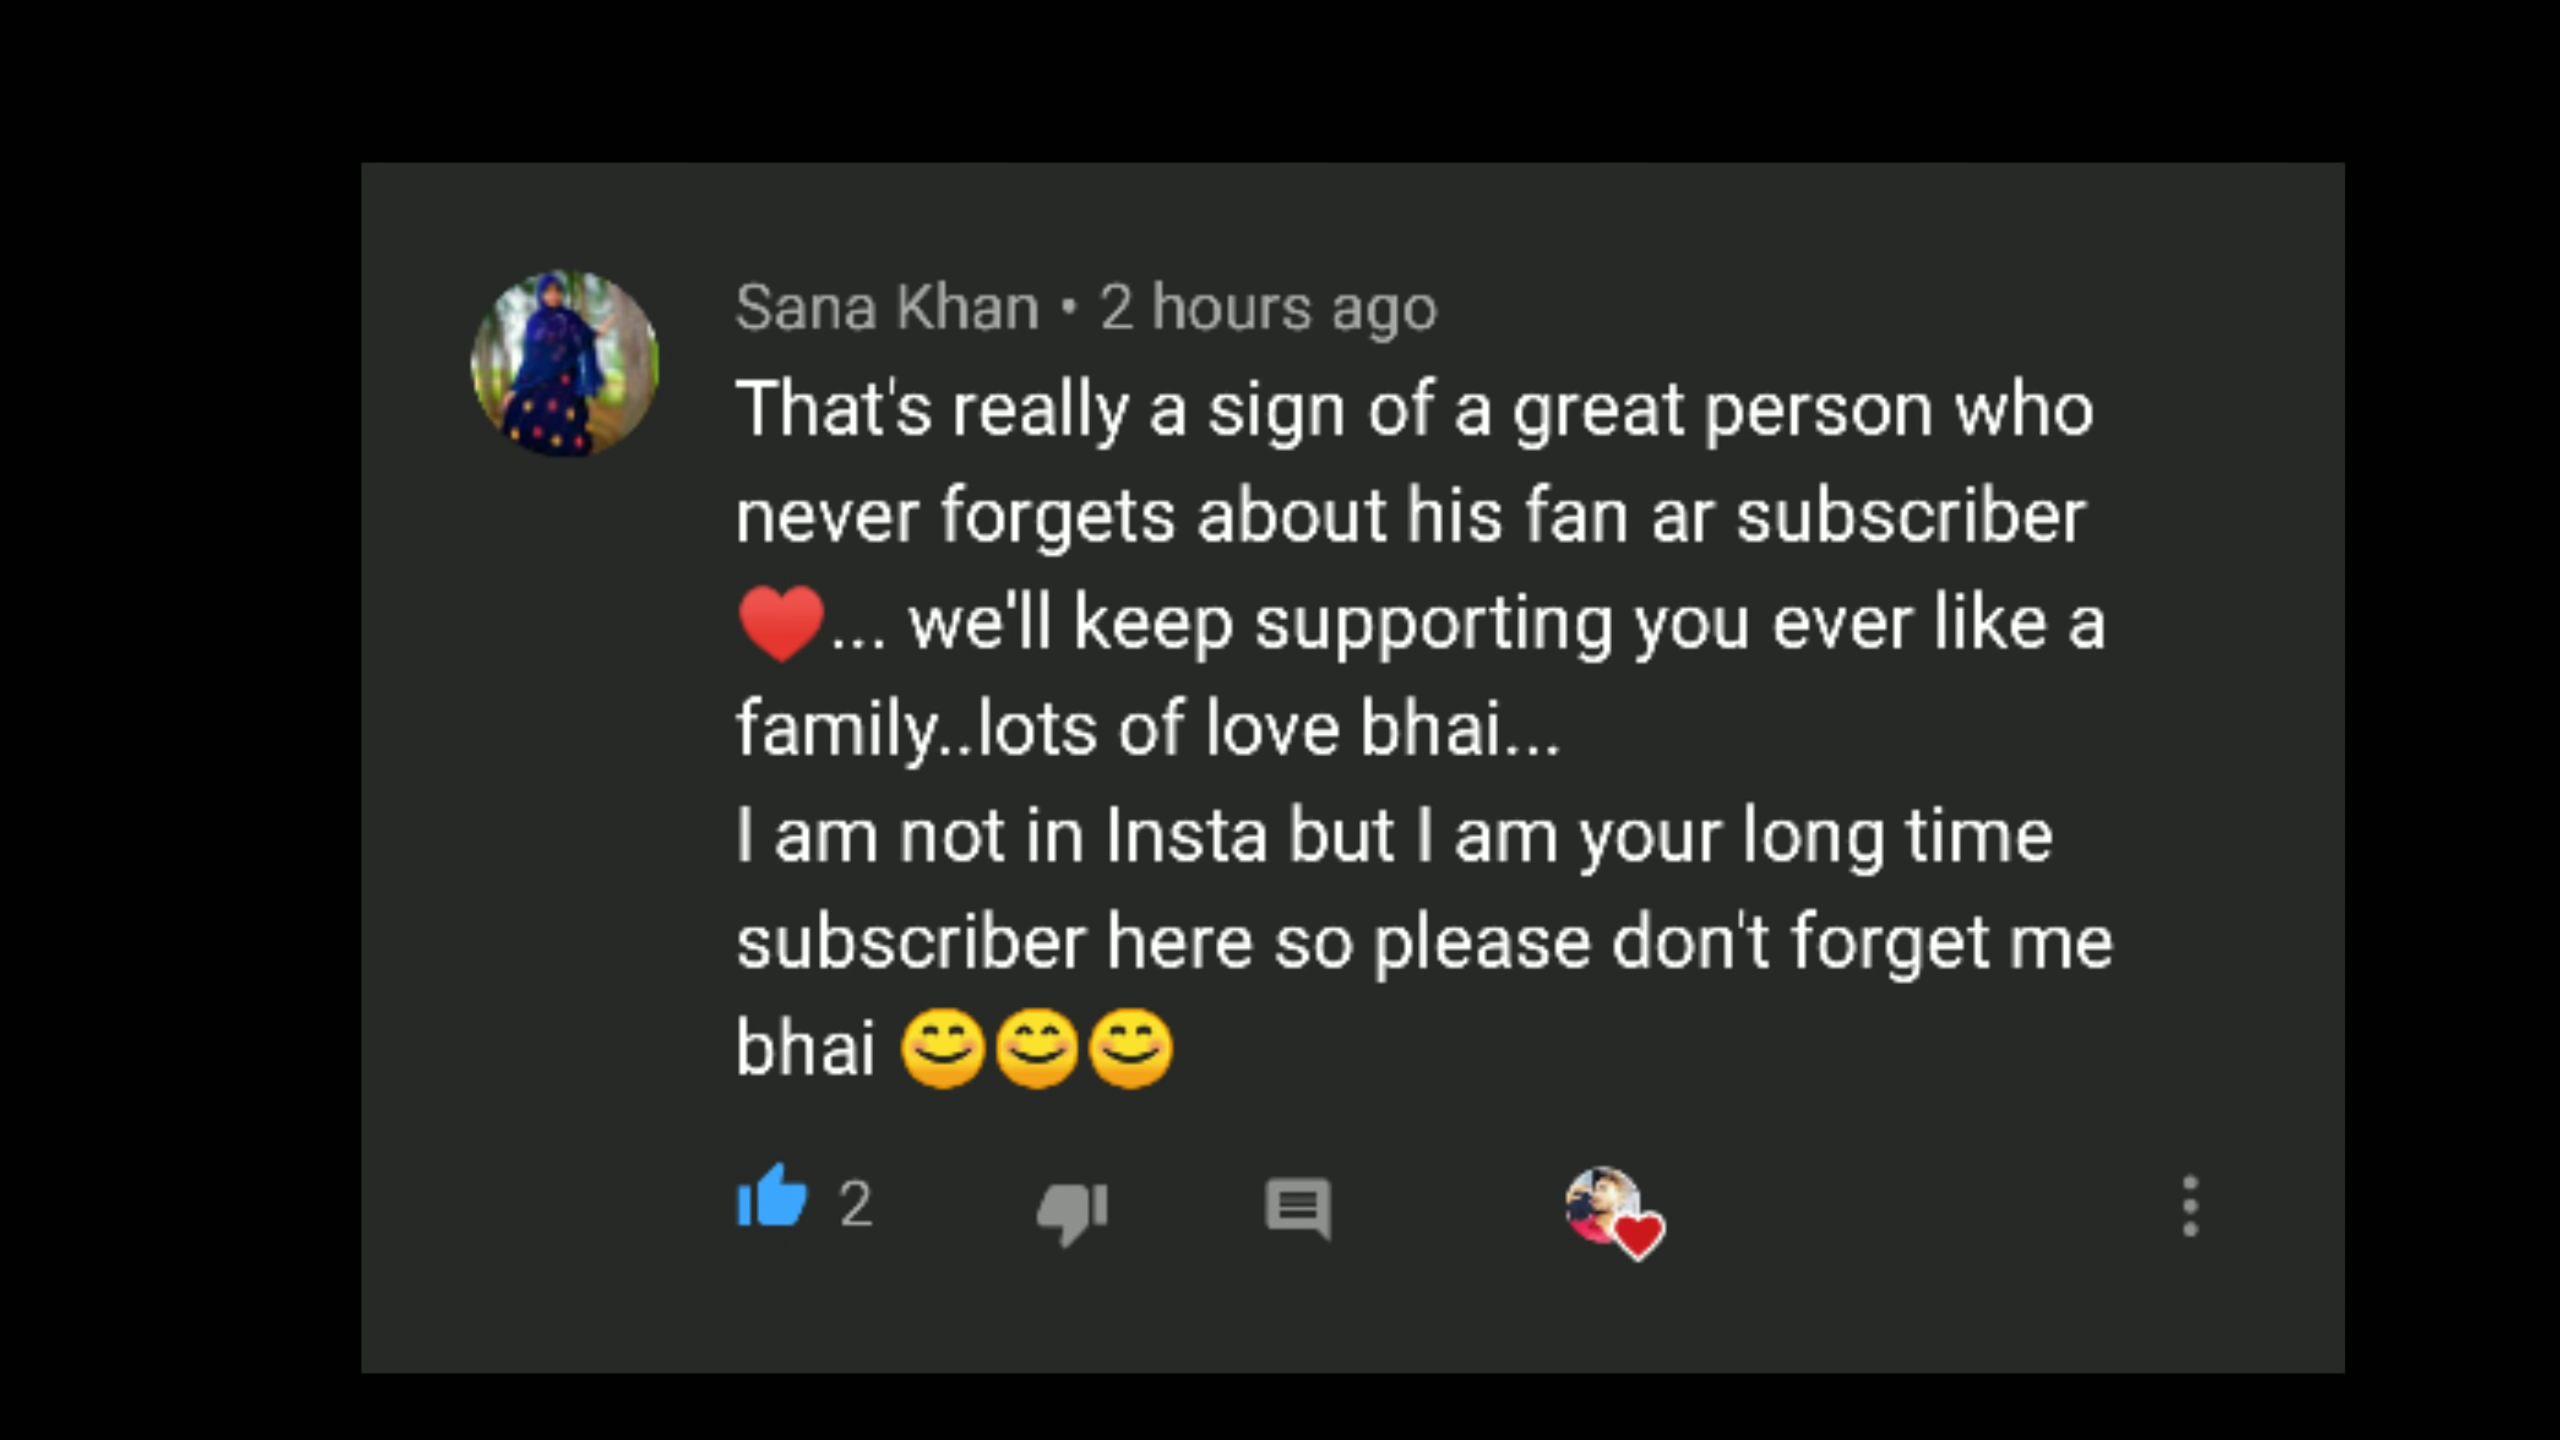 Sana Khan • 2 hours ago
That's really a sign of a great person who
never forgets about his fan ar subscriber
♥️... we'll keep supporting you ever like a
family..lots of love bhai...
I am not in Insta but I am your long time
subscriber here so please don't forget me
bhai 😊😊😊
2